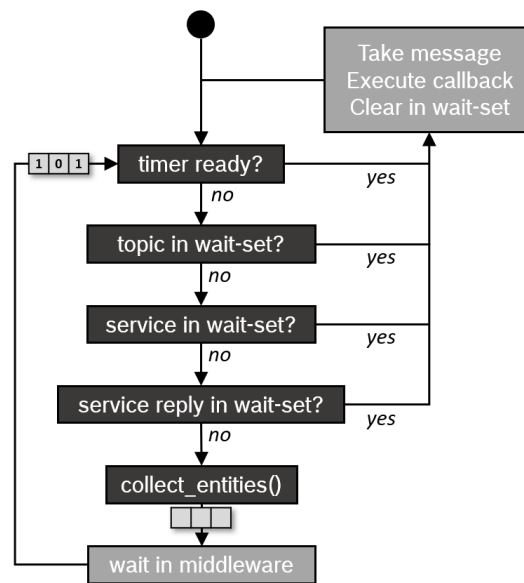 Take message
Execute callback
Clear in wait-set
1 0 1
timer ready?
yes
no
topic in wait-set?
yes
no
service in wait-set?
yes
no
service reply in wait-set?
yes
no
collect_entities()
wait in middleware